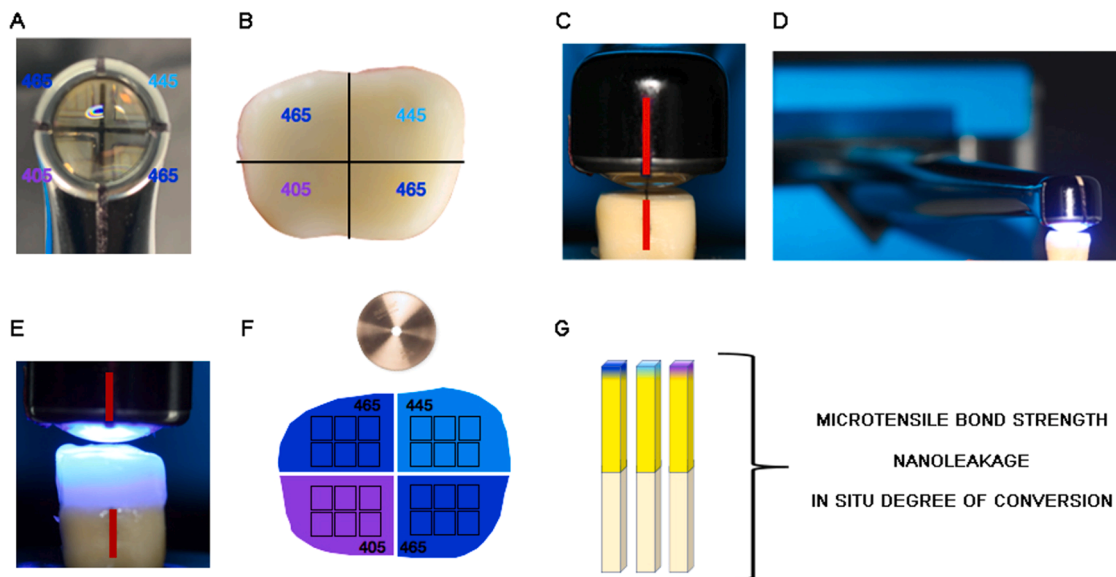 A
B
C
D
465
445
405
465
465
445
405
465
E
F
G
465
445
405
465
MICROTENSILE BOND STRENGTH
NANOLEAKAGE
IN SITU DEGREE OF CONVERSION